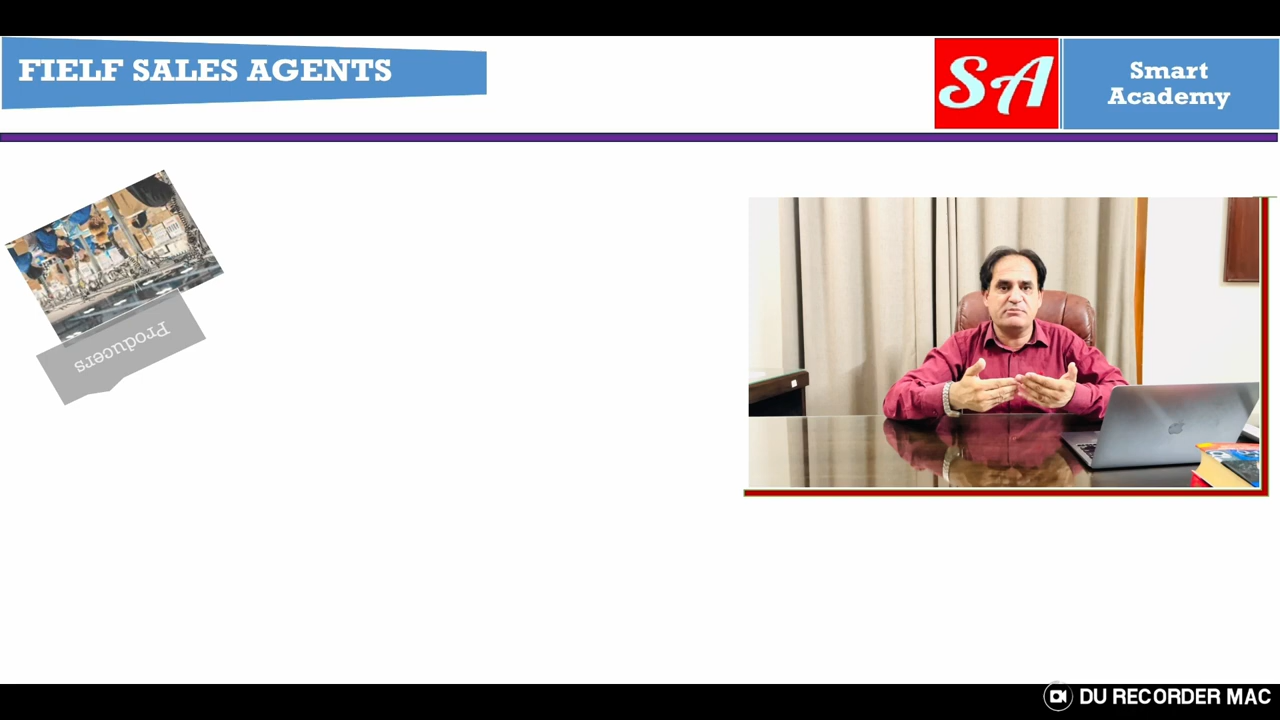 FIELF SALES AGENTS
SA
Smart
Academy
Producers
DU RECORDER MAC